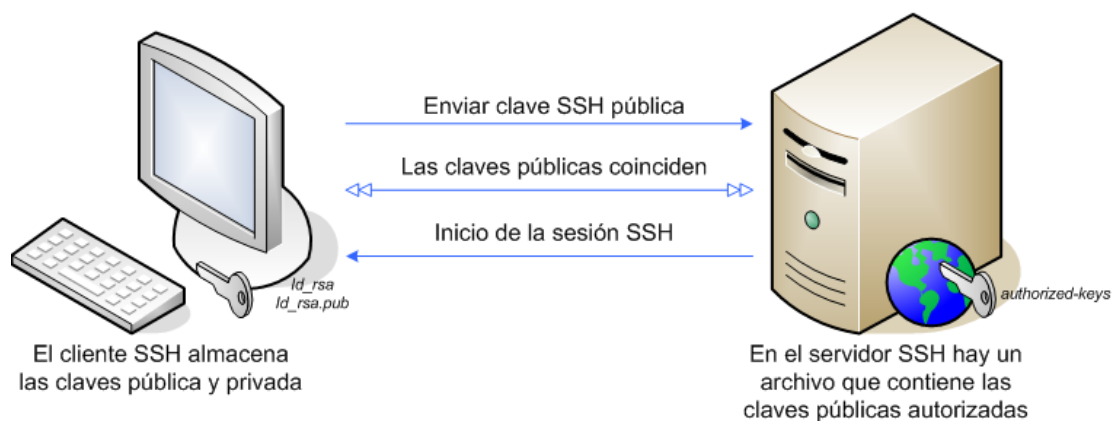 Enviar clave SSH pública
Las claves públicas coinciden
Inicio de la sesión SSH
Id_rsa
Id_rsa.pub
authorized-keys
El cliente SSH almacena
las claves pública y privada
En el servidor SSH hay un
archivo que contiene las
claves públicas autorizadas